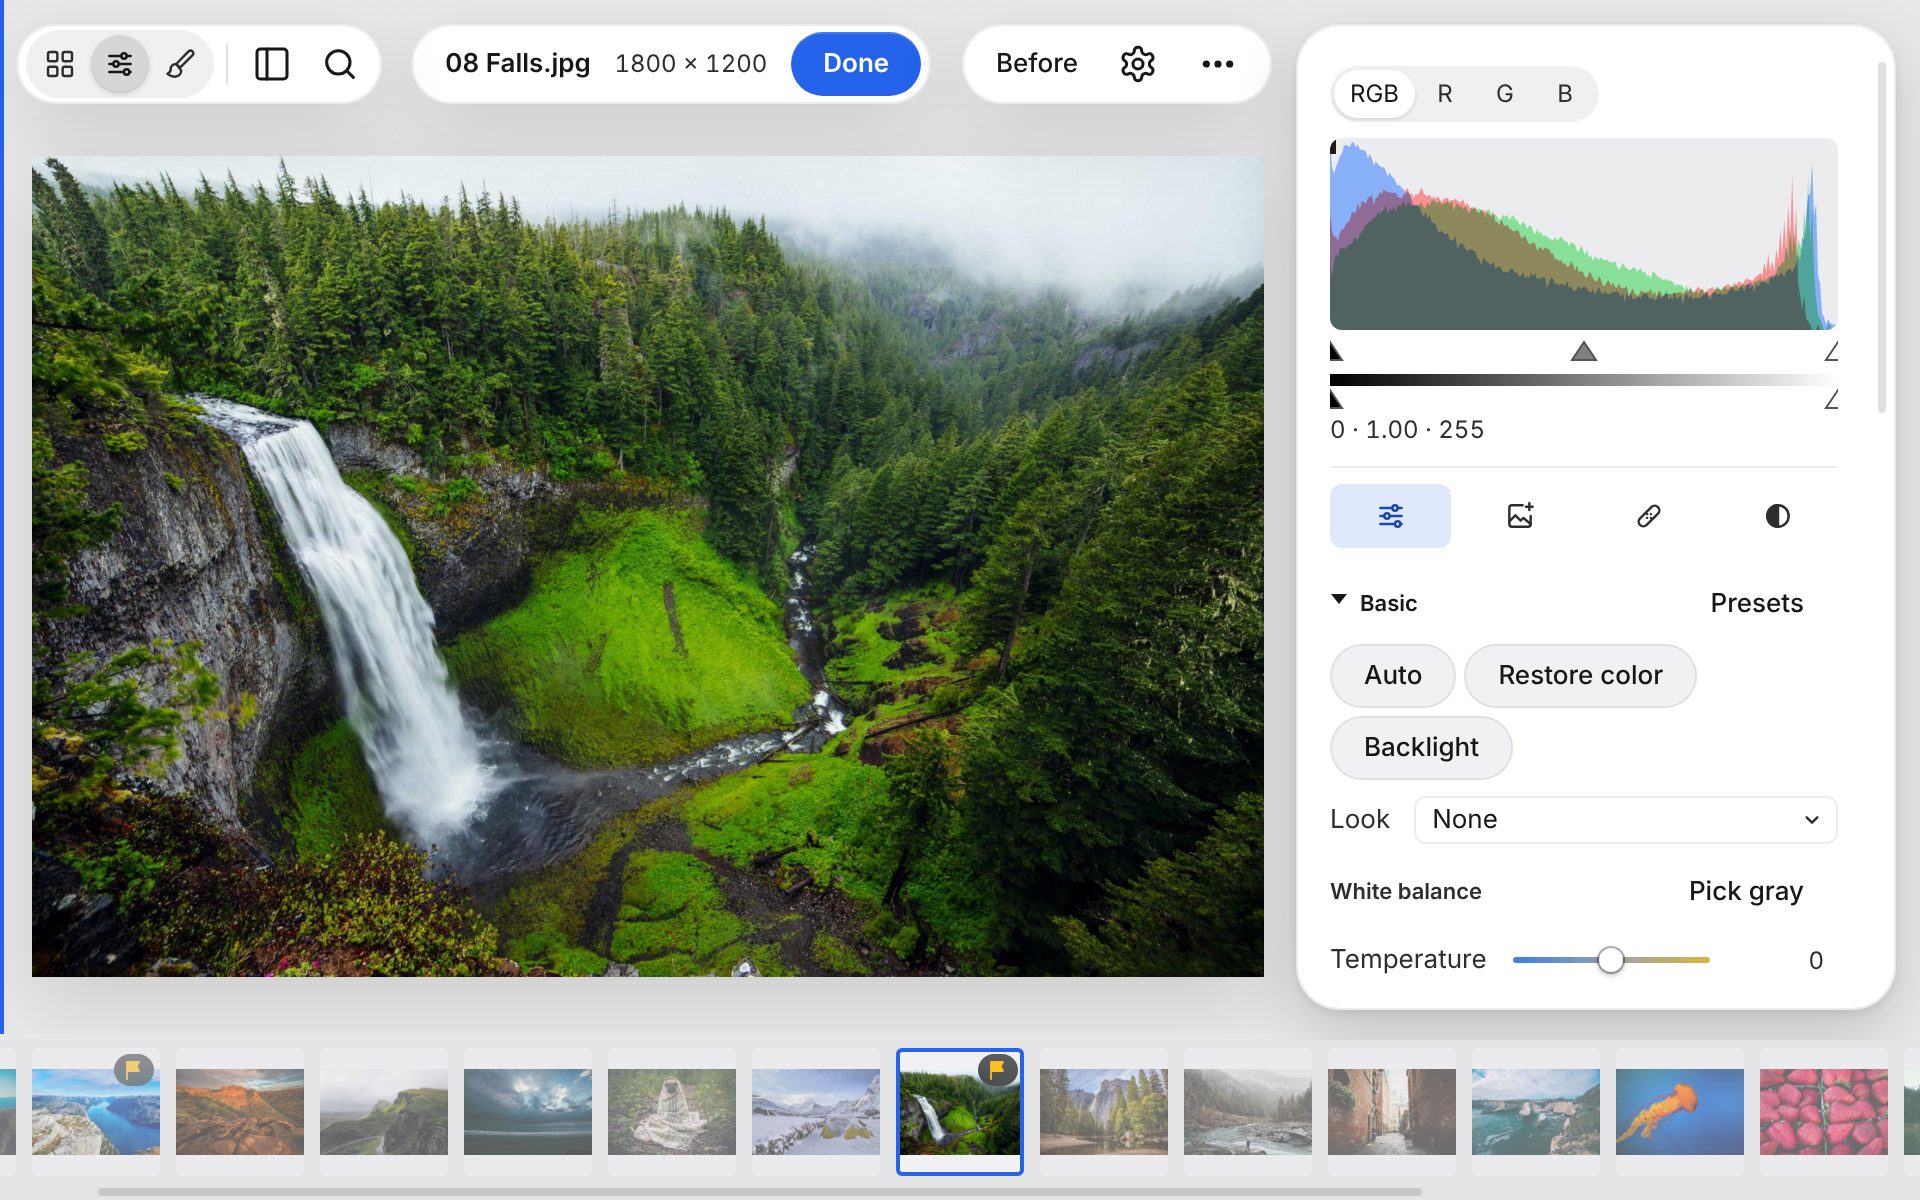 08 Falls.jpg 1800 × 1200 Done Before
RGB R G B
0 · 1.00 · 255
Basic Presets
Auto Restore color
Backlight
Look None
White balance Pick gray
Temperature 0